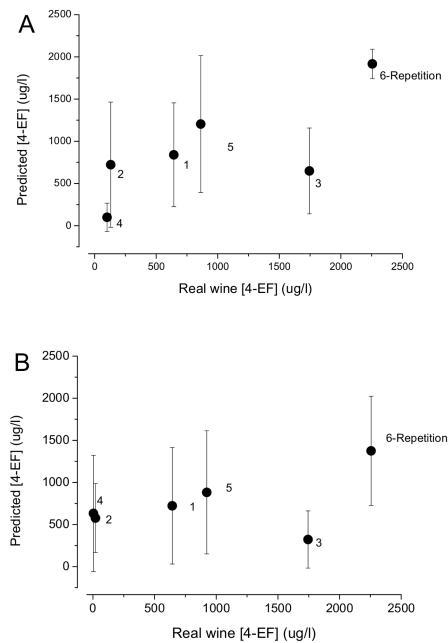 A
2500
2000
1500
1000
500
0
Predicted [4-EF] (ug/l)
6-Repetition
5
1
2
3
4
0 500 1000 1500 2000 2500
Real wine [4-EF] (ug/l)
B
2500
2000
1500
1000
500
0
Predicted [4-EF] (ug/l)
6-Repetition
4
5
1
2
3
0 500 1000 1500 2000 2500
Real wine [4-EF] (ug/l)